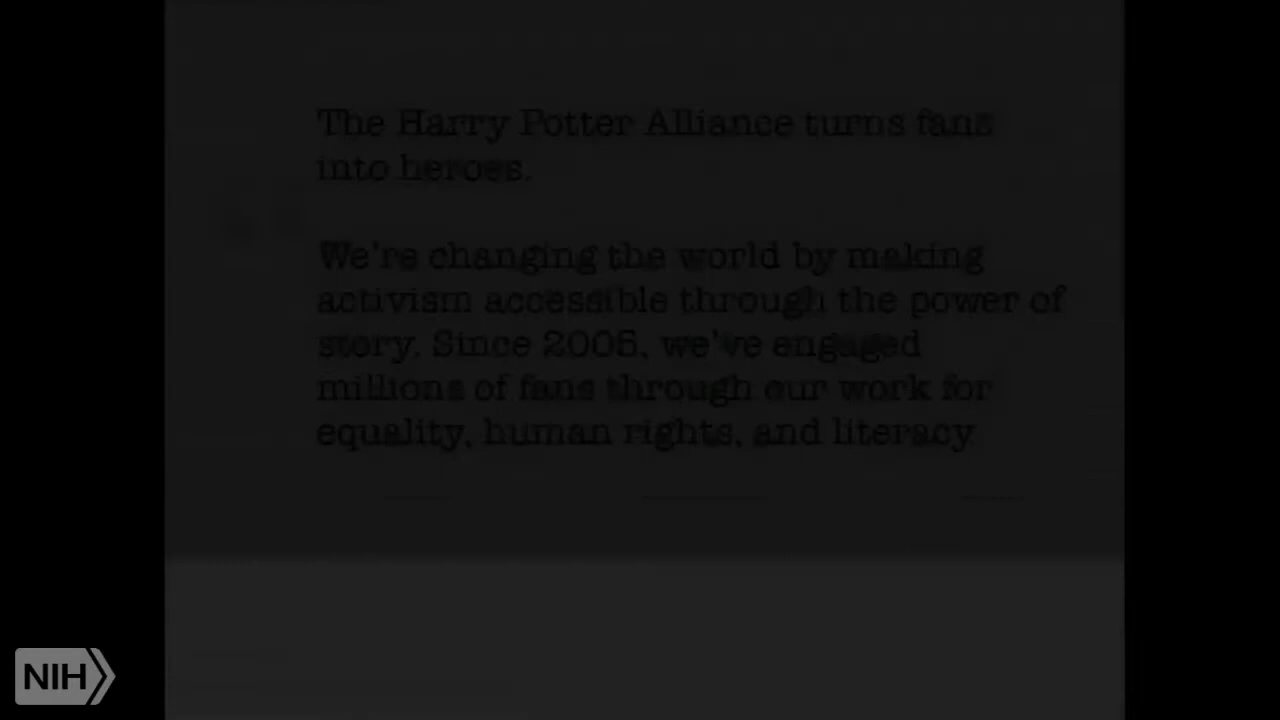 The Harry Potter Alliance turns fans
into heroes.
We're changing the world by making
activism accessible through the power of
story. Since 2005, we've engaged
millions of fans through our work for
equality, human rights, and literacy
NIH